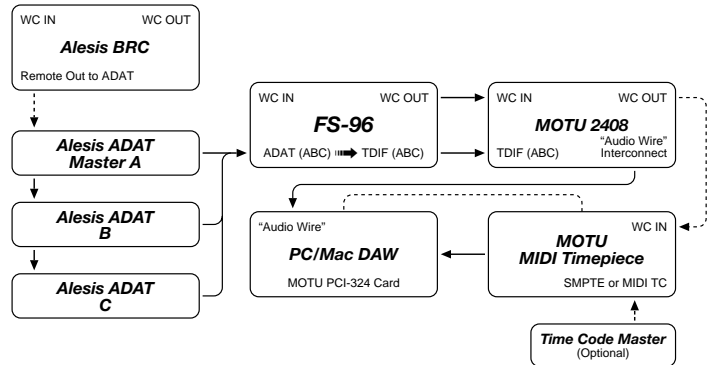 WC IN WC OUT
Alesis BRC
Remote Out to ADAT
Alesis ADAT
Master A
Alesis ADAT
B
Alesis ADAT
C
WC IN WC OUT
FS-96
ADAT (ABC) TDIF (ABC)
WC IN WC OUT
MOTU 2408
"Audio Wire"
TDIF (ABC) Interconnect
"Audio Wire"
PC/Mac DAW
MOTU PCI-324 Card
WC IN
MOTU
MIDI Timepiece
SMPTE or MIDI TC
Time Code Master
(Optional)